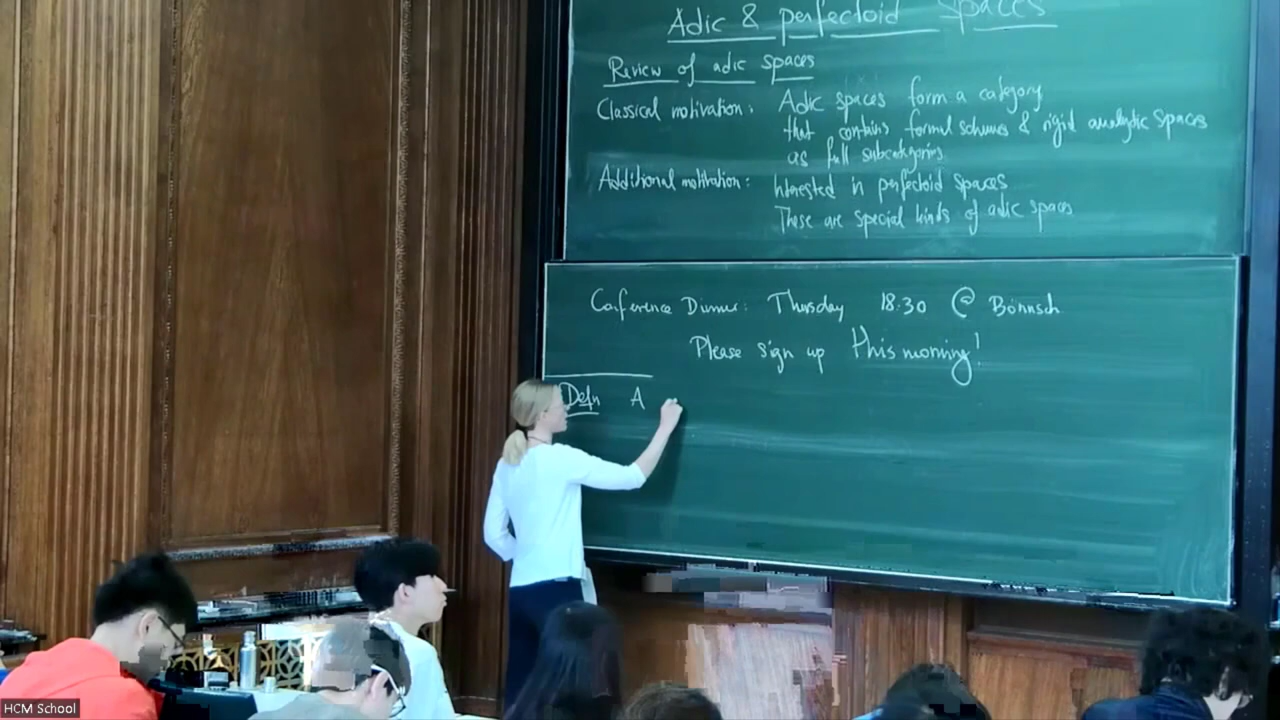 Adic & perfectoid spaces
Review of adic spaces
Classical motivation: Adic spaces form a category
that contains formal schemes & rigid analytic spaces
as full subcategories
Additional motivation: Interested in perfectoid spaces
These are special kinds of adic spaces
Conference Dinner: Thursday 18:30 @ Bönnsch
Please sign up this morning!
Defn A
HCM School